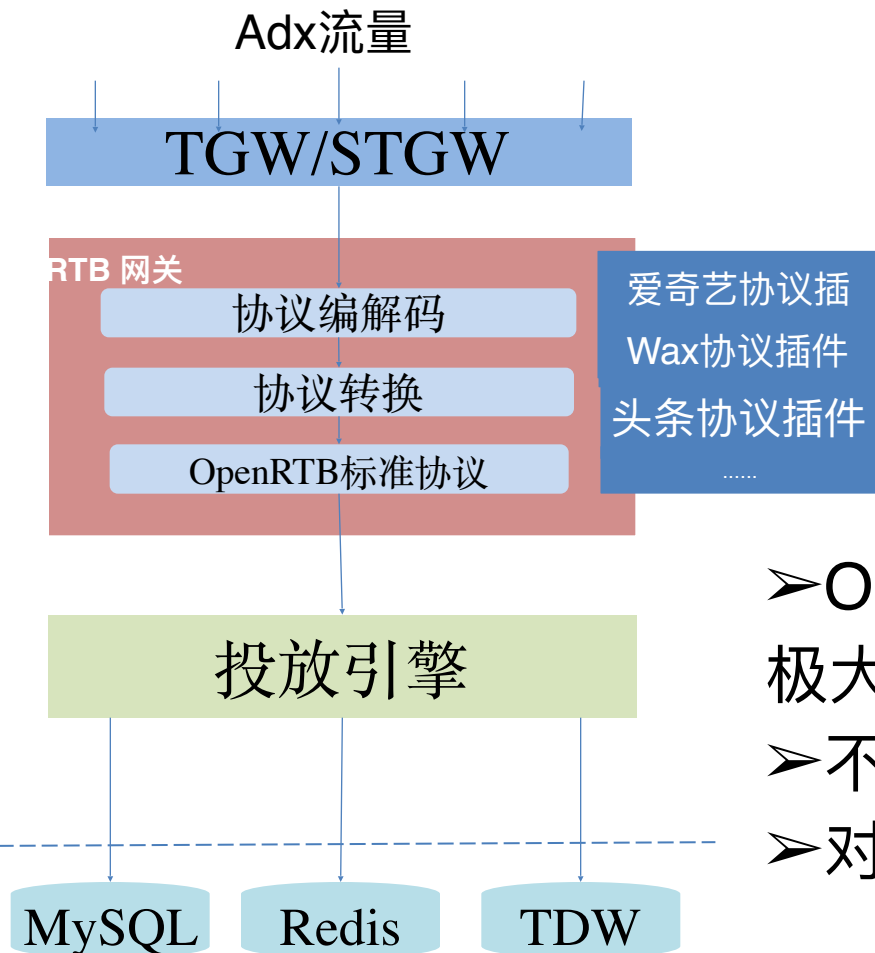 Adx流量
TGW/STGW
RTB 网关
协议编解码
协议转换
OpenRTB标准协议
爱奇艺协议插
Wax协议插件
头条协议插件
......
投放引擎
➢O
极大
➢不
➢对
MySQL
Redis
TDW